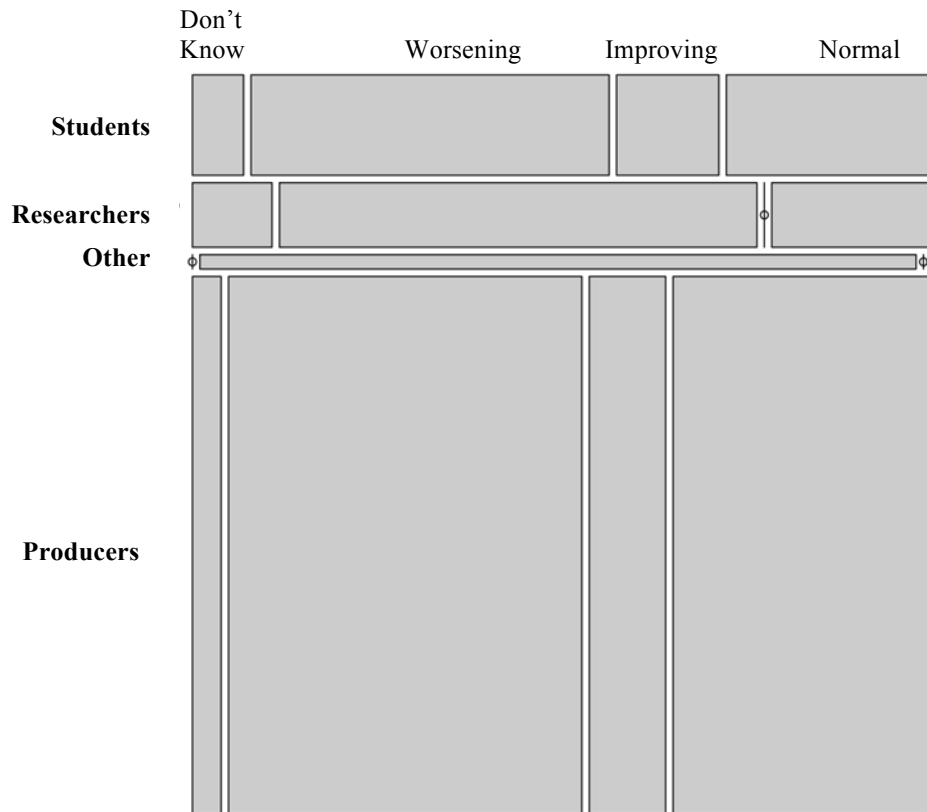 Don't
Know Worsening Improving Normal
Students
Researchers
Other
Producers